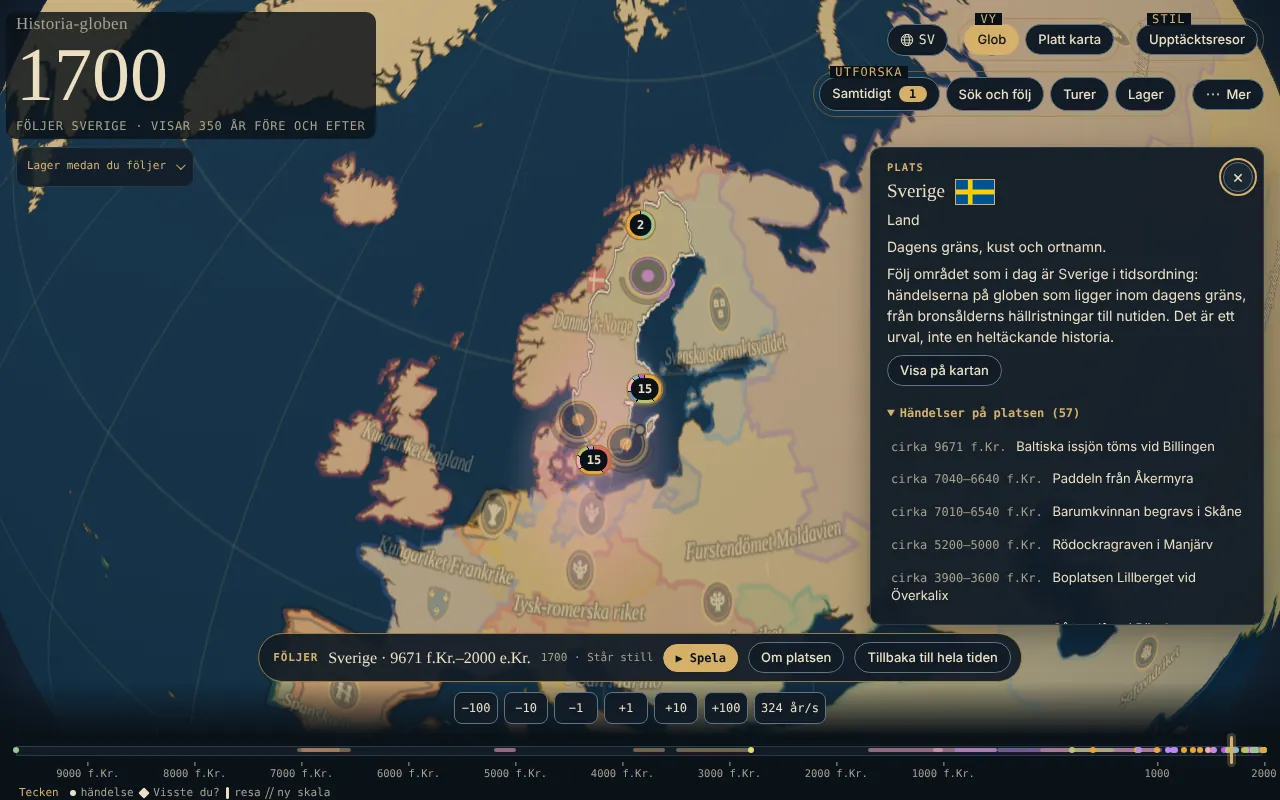 Historia-globen
1700
FÖLJER SVERIGE · VISAR 350 ÅR FÖRE OCH EFTER
Lager medan du följer
SV
VY
Glob
Platt karta
STIL
Upptäcktsresor
UTFORSKA
Samtidigt 1
Sök och följ
Turer
Lager
··· Mer
PLATS
Sverige
Land
Dagens gräns, kust och ortnamn.
Följ området som i dag är Sverige i tidsordning:
händelserna på globen som ligger inom dagens gräns,
från bronsålderns hällristningar till nutiden. Det är ett
urval, inte en heltäckande historia.
Visa på kartan
▼ Händelser på platsen (57)
cirka 9671 f.Kr. Baltiska issjön töms vid Billingen
cirka 7040–6640 f.Kr. Paddeln från Åkermyra
cirka 7010–6540 f.Kr. Barumkvinnan begravs i Skåne
cirka 5200–5000 f.Kr. Rödockragraven i Manjärv
cirka 3900–3600 f.Kr. Boplatsen Lillberget vid
Överkalix
2
15
15
Danmark-Norge
Svenska stormaktsväldet
Kungariket England
Kungariket Frankrike
Tysk-romerska riket
Furstendömet Moldavien
San Marino
Spanska
Safavidriket
FÖLJER Sverige · 9671 f.Kr.–2000 e.Kr. 1700 · Står still ▶ Spela Om platsen Tillbaka till hela tiden
−100 −10 −1 +1 +10 +100 324 år/s
9000 f.Kr. 8000 f.Kr. 7000 f.Kr. 6000 f.Kr. 5000 f.Kr. 4000 f.Kr. 3000 f.Kr. 2000 f.Kr. 1000 f.Kr. 1000 2000
Tecken händelse Visste du? resa // ny skala